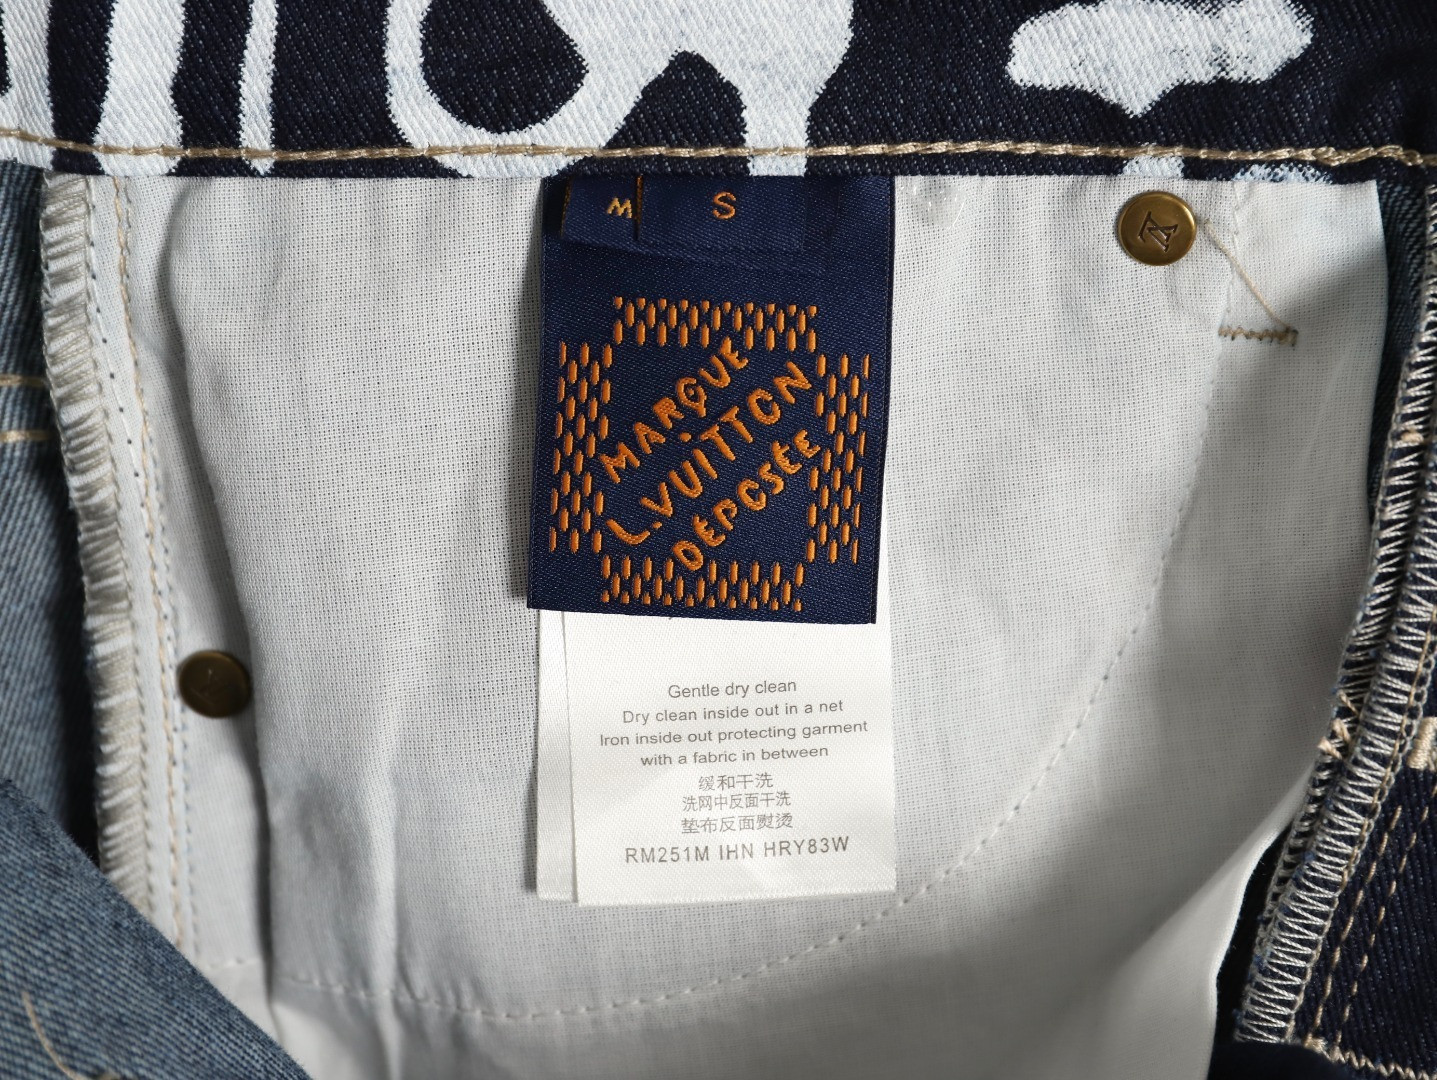 M
S
MARQUE
L.VUiTTON
DÉPOSÉE
Gentle dry clean
Dry clean inside out in a net
Iron inside out protecting garment
with a fabric in between
缓和干洗
洗网中反面干洗
垫布反面熨烫
RM251M IHN HRY83W
LV